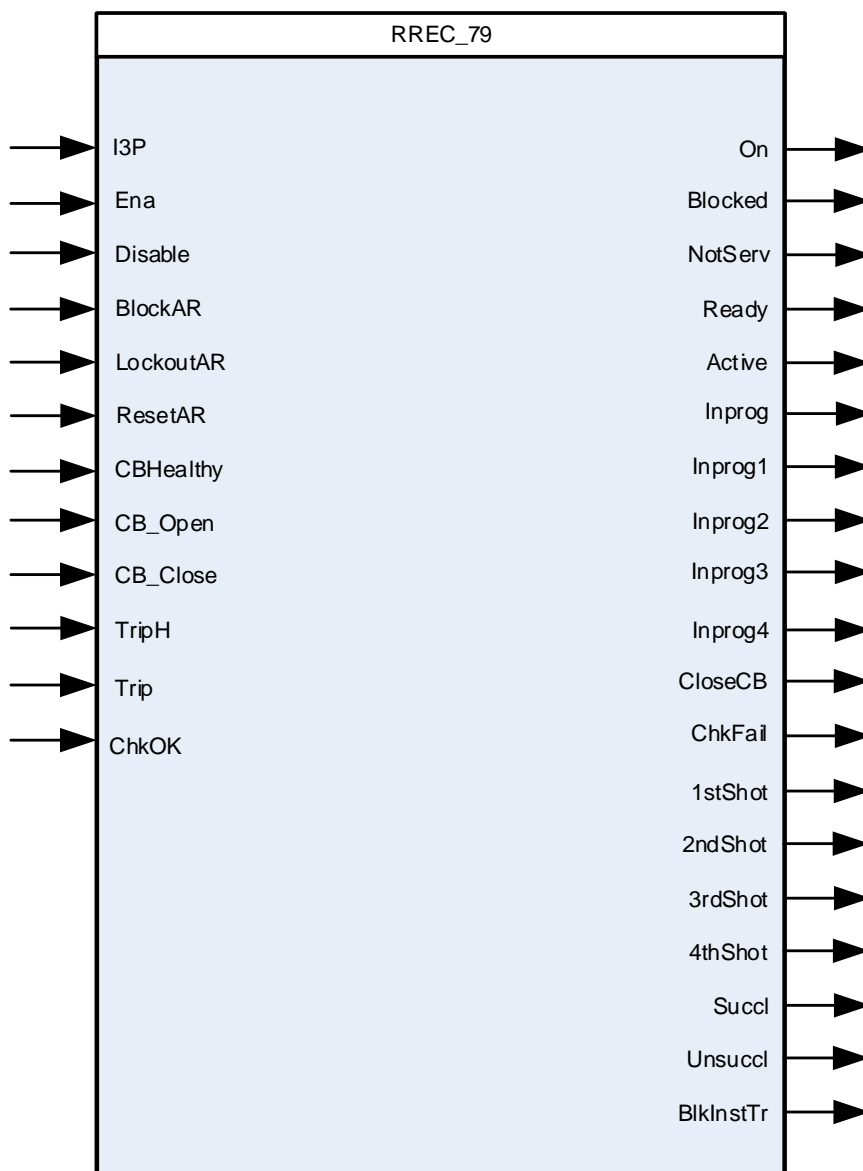 RREC_79
I3P
Ena
Disable
BlockAR
LockoutAR
ResetAR
CBHealthy
CB_Open
CB_Close
TripH
Trip
ChkOK
On
Blocked
NotServ
Ready
Active
Inprog
Inprog1
Inprog2
Inprog3
Inprog4
CloseCB
ChkFail
1stShot
2ndShot
3rdShot
4thShot
Succl
Unsuccl
BlkInstTr